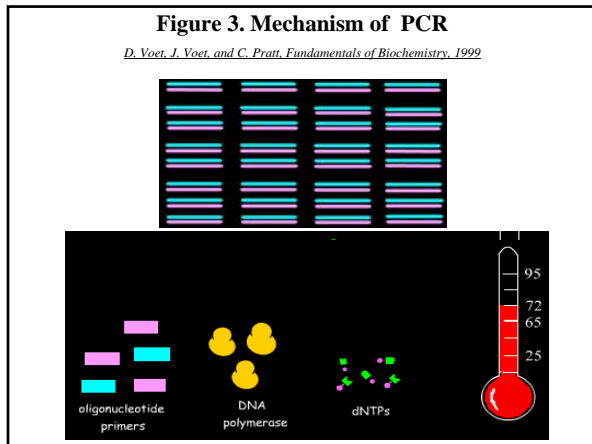 Figure 3. Mechanism of  PCR
D. Voet, J. Voet, and C. Pratt, Fundamentals of Biochemistry, 1999
95
72
65
25
oligonucleotide
primers
DNA
polymerase
dNTPs